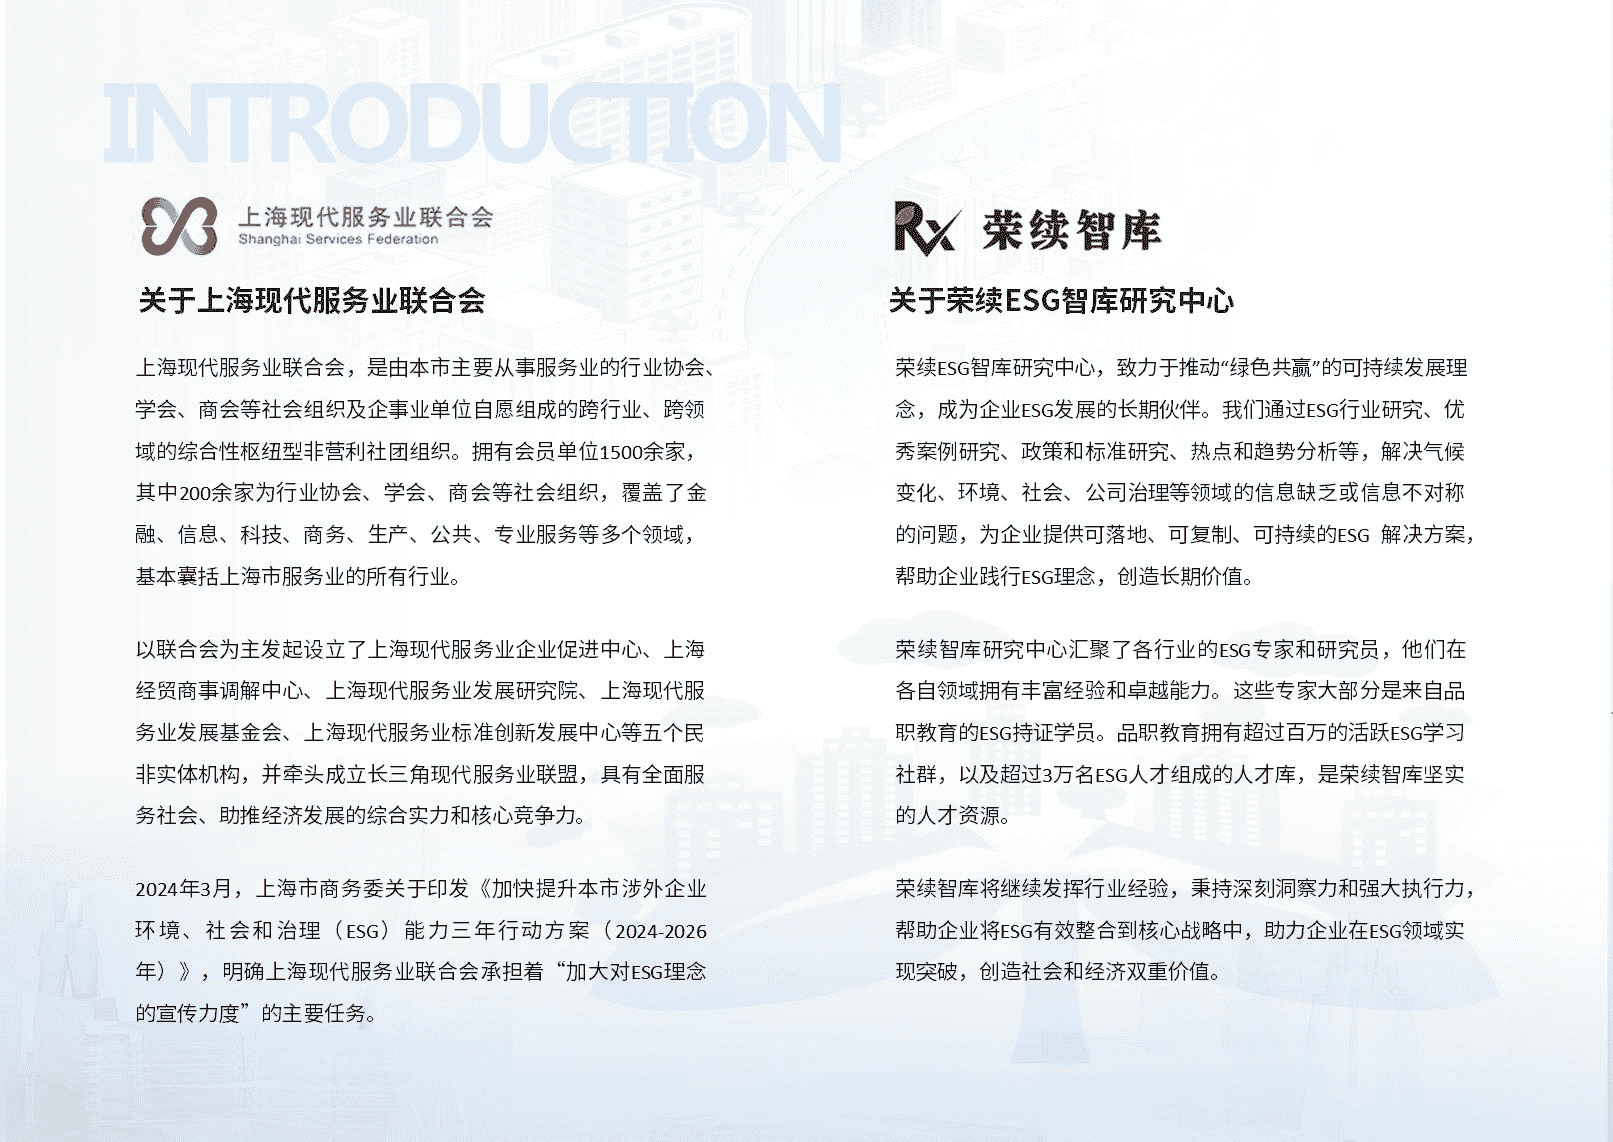 INTRODUCTION
上海现代服务业联合会
Shanghai Services Federation
关于上海现代服务业联合会
上海现代服务业联合会，是由本市主要从事服务业的行业协会、
学会、商会等社会组织及企事业单位自愿组成的跨行业、跨领
域的综合性枢纽型非营利社团组织。拥有会员单位1500余家，
其中200余家为行业协会、学会、商会等社会组织，覆盖了金
融、信息、科技、商务、生产、公共、专业服务等多个领域，
基本囊括上海市服务业的所有行业。
以联合会为主发起设立了上海现代服务业企业促进中心、上海
经贸商事调解中心、上海现代服务业发展研究院、上海现代服
务业发展基金会、上海现代服务业标准创新发展中心等五个民
非实体机构，并牵头成立长三角现代服务业联盟，具有全面服
务社会、助推经济发展的综合实力和核心竞争力。
2024年3月，上海市商务委关于印发《加快提升本市涉外企业
环境、社会和治理（ESG）能力三年行动方案（2024-2026
年）》，明确上海现代服务业联合会承担着“加大对ESG理念
的宣传力度”的主要任务。
Rx 荣续智库
关于荣续ESG智库研究中心
荣续ESG智库研究中心，致力于推动“绿色共赢”的可持续发展理
念，成为企业ESG发展的长期伙伴。我们通过ESG行业研究、优
秀案例研究、政策和标准研究、热点和趋势分析等，解决气候
变化、环境、社会、公司治理等领域的信息缺乏或信息不对称
的问题，为企业提供可落地、可复制、可持续的ESG 解决方案，
帮助企业践行ESG理念，创造长期价值。
荣续智库研究中心汇聚了各行业的ESG专家和研究员，他们在
各自领域拥有丰富经验和卓越能力。这些专家大部分是来自品
职教育的ESG持证学员。品职教育拥有超过百万的活跃ESG学习
社群，以及超过3万名ESG人才组成的人才库，是荣续智库坚实
的人才资源。
荣续智库将继续发挥行业经验，秉持深刻洞察力和强大执行力，
帮助企业将ESG有效整合到核心战略中，助力企业在ESG领域实
现突破，创造社会和经济双重价值。